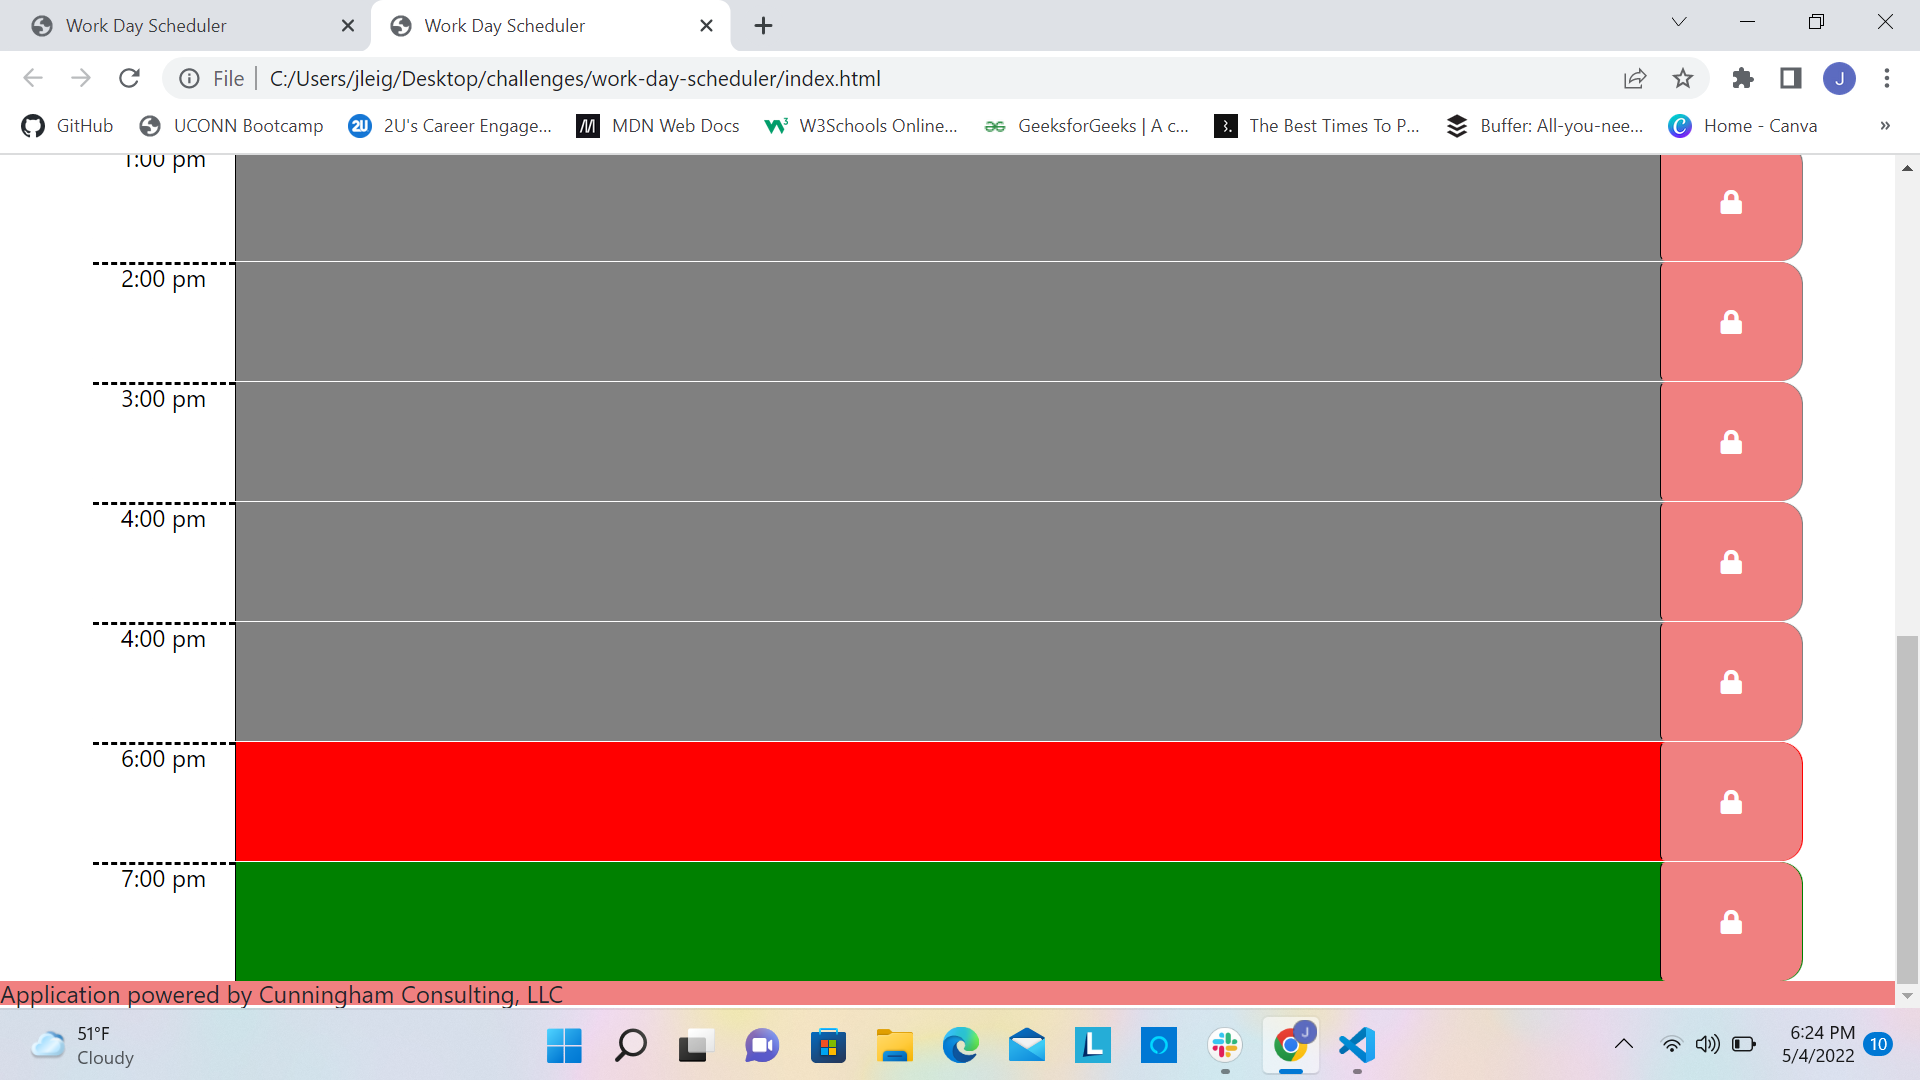 Work Day Scheduler
Work Day Scheduler
File
C:/Users/jleig/Desktop/challenges/work-day-scheduler/index.html
J
GitHub
UCONN Bootcamp
2U
2U's Career Engage...
MDN Web Docs
W3Schools Online...
GeeksforGeeks | A c...
The Best Times To P...
Buffer: All-you-nee...
Home - Canva
»
1:00 pm
2:00 pm
3:00 pm
4:00 pm
4:00 pm
6:00 pm
7:00 pm
Application powered by Cunningham Consulting, LLC
51°F
Cloudy
L
J
6:24 PM
5/4/2022
10